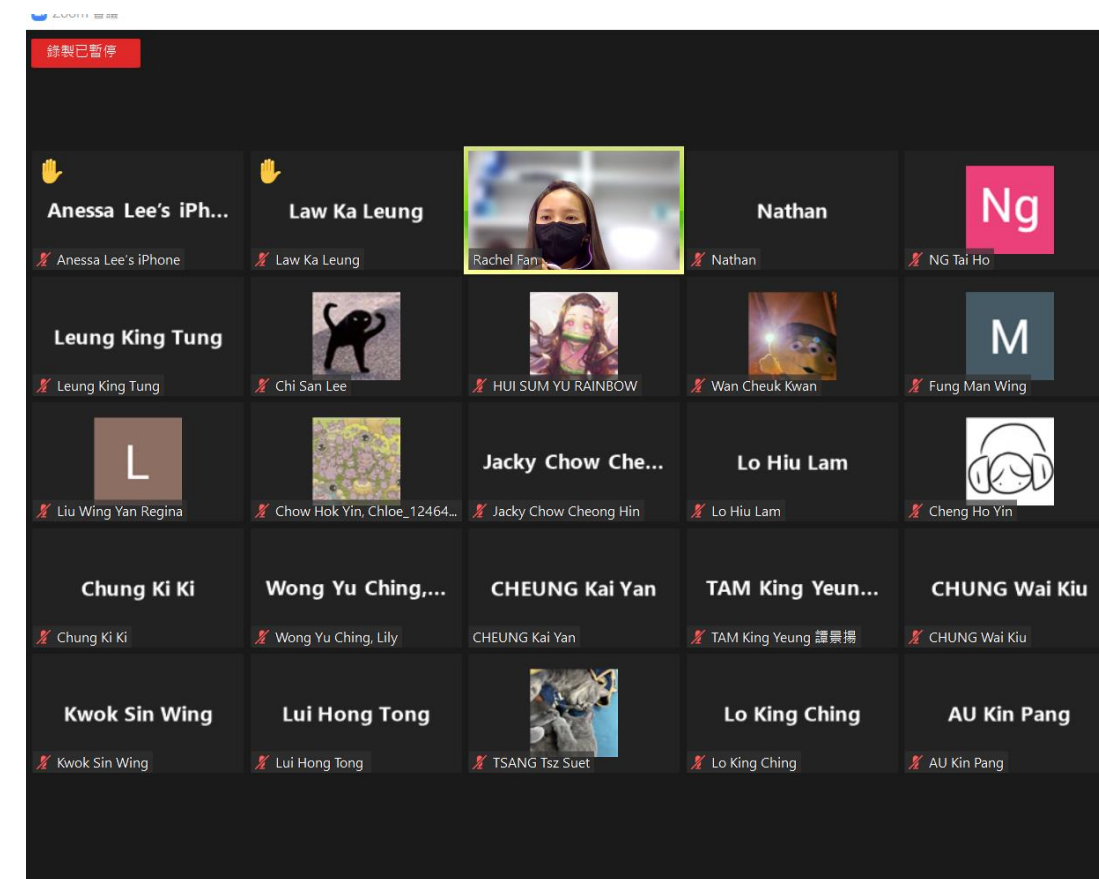 錄製已暫停
Anessa Lee's iPh...
Anessa Lee's iPhone
Law Ka Leung
Law Ka Leung
Rachel Fan
Nathan
Nathan
Ng
NG Tai Ho
Leung King Tung
Leung King Tung
Chi San Lee
HUI SUM YU RAINBOW
Wan Cheuk Kwan
M
Fung Man Wing
L
Liu Wing Yan Regina
Chow Hok Yin, Chloe_12464...
Jacky Chow Che...
Jacky Chow Cheong Hin
Lo Hiu Lam
Lo Hiu Lam
Cheng Ho Yin
Chung Ki Ki
Chung Ki Ki
Wong Yu Ching,...
Wong Yu Ching, Lily
CHEUNG Kai Yan
CHEUNG Kai Yan
TAM King Yeun...
TAM King Yeung 譚景揚
CHUNG Wai Kiu
CHUNG Wai Kiu
Kwok Sin Wing
Kwok Sin Wing
Lui Hong Tong
Lui Hong Tong
TSANG Tsz Suet
Lo King Ching
Lo King Ching
AU Kin Pang
AU Kin Pang